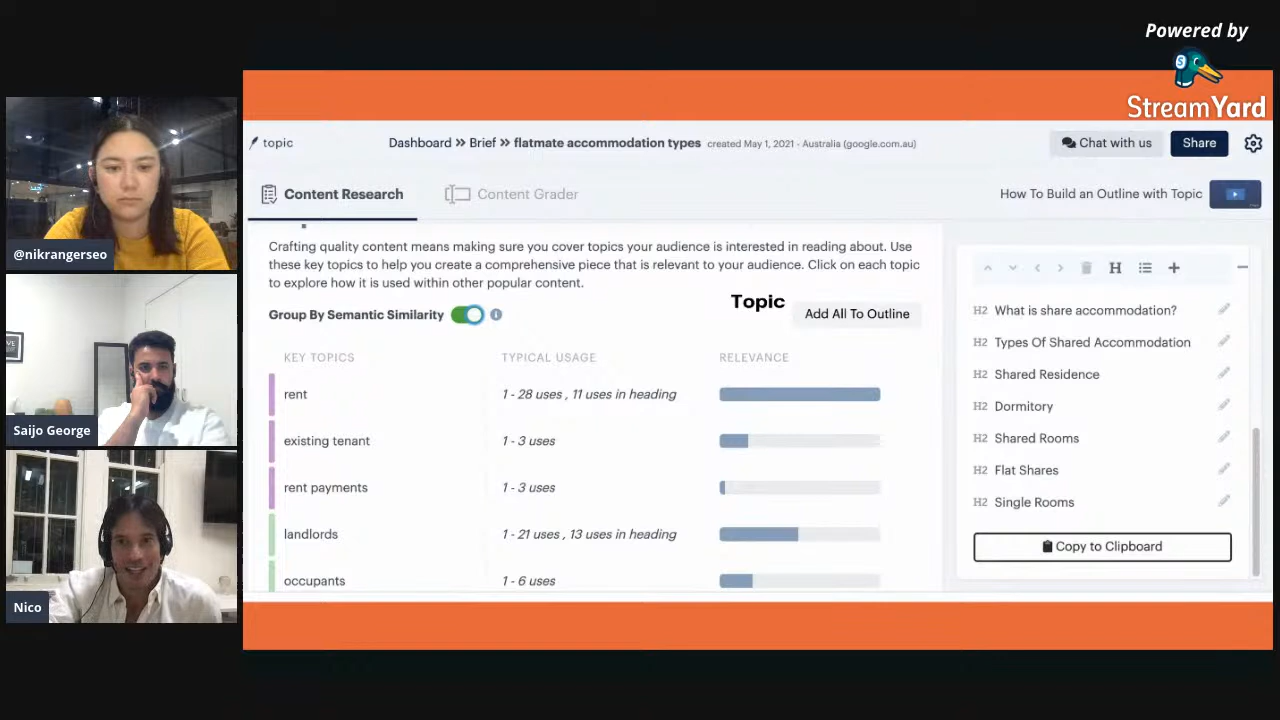 Powered by
StreamYard
@nikrangerseo
Saijo George
Nico
topic
Dashboard » Brief » flatmate accommodation types created May 1, 2021 - Australia (google.com.au)
Chat with us
Share
Content Research
Content Grader
How To Build an Outline with Topic
Crafting quality content means making sure you cover topics your audience is interested in reading about. Use
these key topics to help you create a comprehensive piece that is relevant to your audience. Click on each topic
to explore how it is used within other popular content.
Group By Semantic Similarity
Topic
Add All To Outline
KEY TOPICS TYPICAL USAGE RELEVANCE
rent 1 - 28 uses , 11 uses in heading
existing tenant 1 - 3 uses
rent payments 1 - 3 uses
landlords 1 - 21 uses , 13 uses in heading
occupants 1 - 6 uses
H
H2 What is share accommodation?
H2 Types Of Shared Accommodation
H2 Shared Residence
H2 Dormitory
H2 Shared Rooms
H2 Flat Shares
H2 Single Rooms
Copy to Clipboard